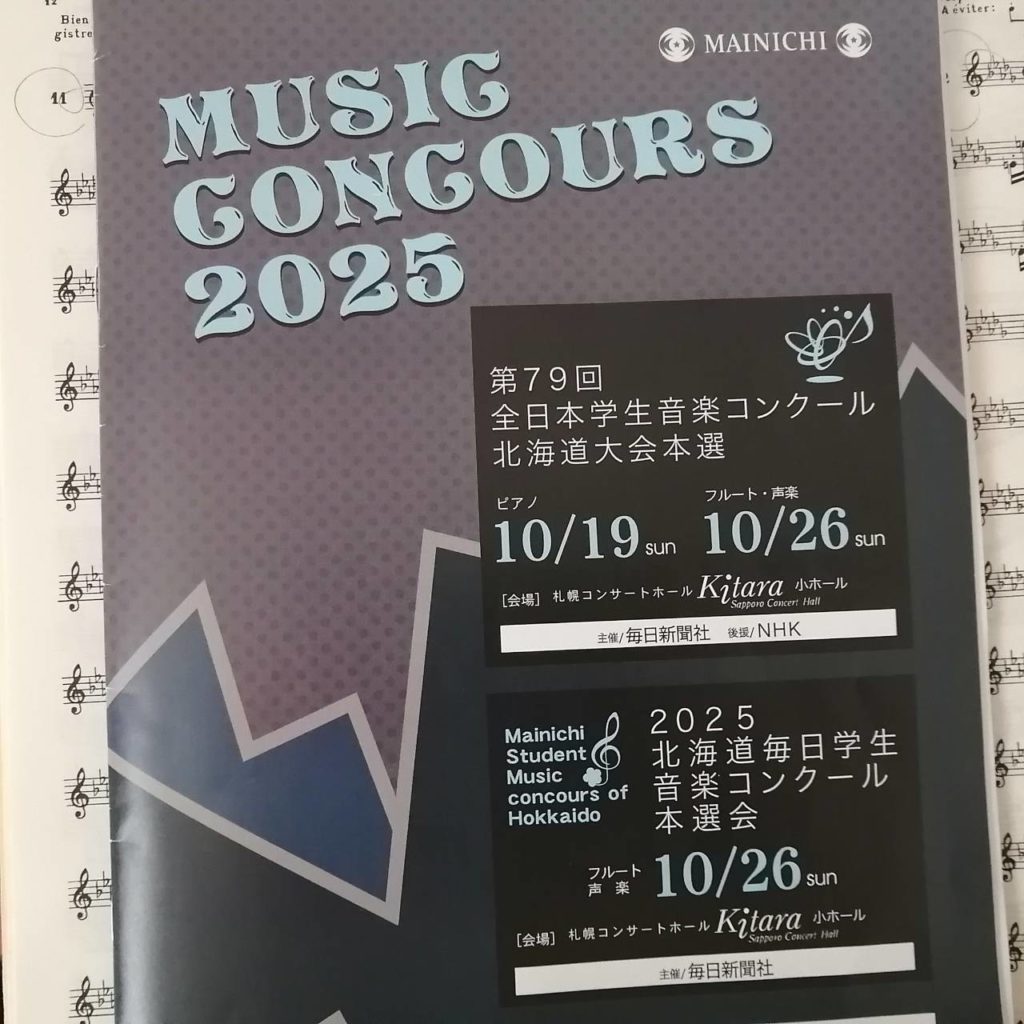 12
Bien
gistre
11
A éviter:
MAINICHI
MUSIC
CONCOURS
2025
第79回
全日本学生音楽コンクール
北海道大会本選
ピアノ
10/19 sun
フルート・声楽
10/26 sun
[会場] 札幌コンサートホール Kitara 小ホール
Sapporo Concert Hall
主催/毎日新聞社 後援/NHK
Mainichi
Student
Music
concours of
Hokkaido
2025
北海道毎日学生
音楽コンクール
本選会
フルート
声楽
10/26 sun
[会場] 札幌コンサートホール Kitara 小ホール
Sapporo Concert Hall
主催/毎日新聞社